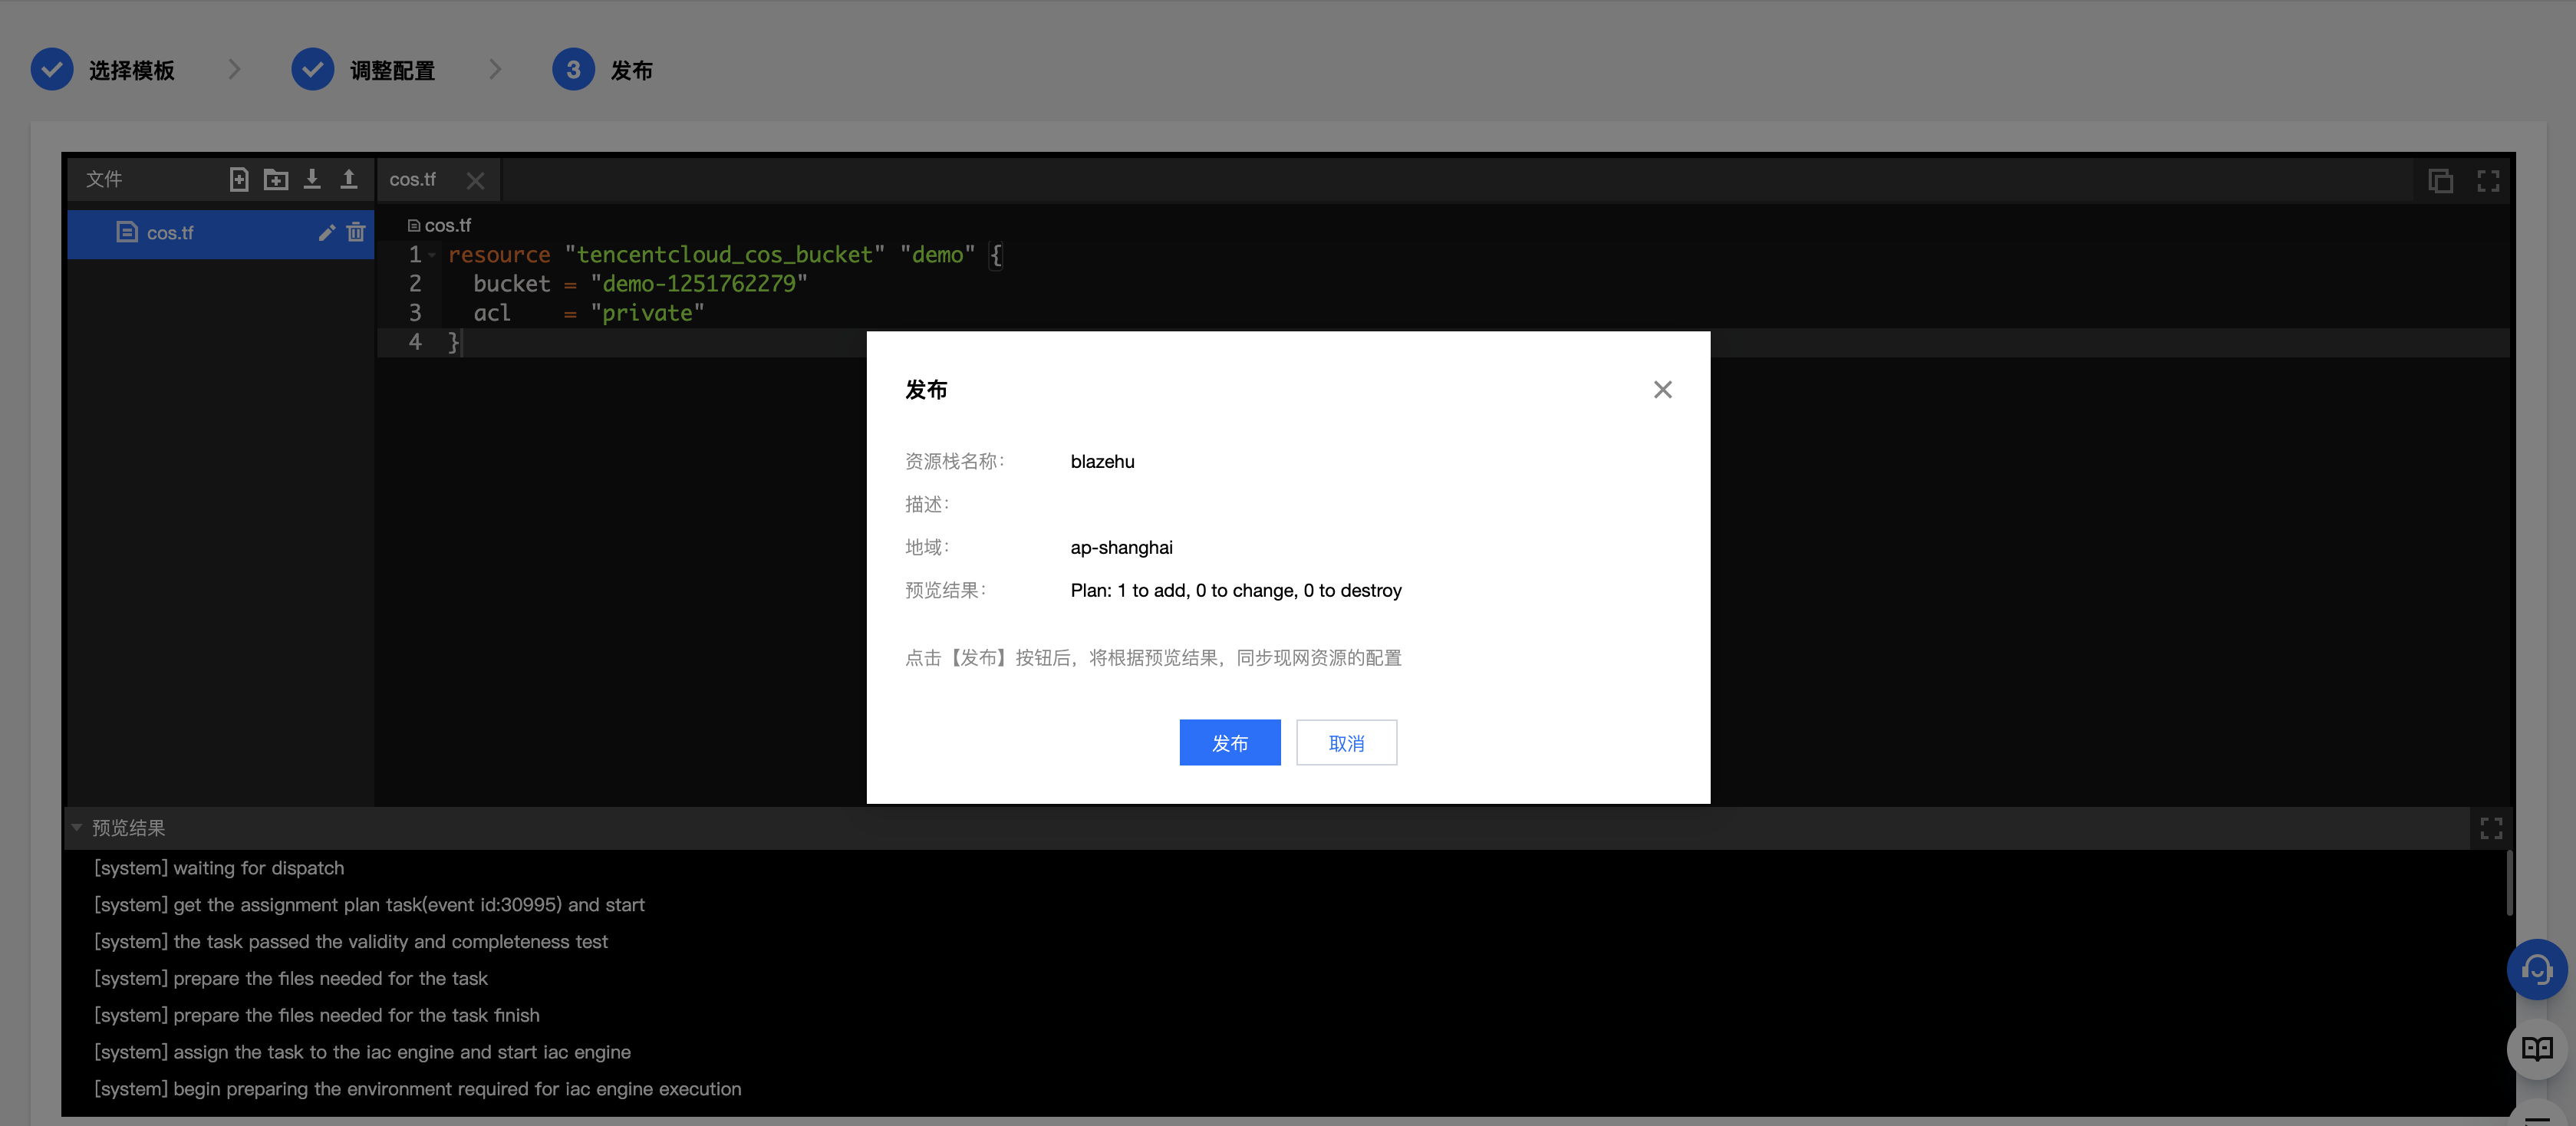 选择模板
调整配置
3 发布
文件
cos.tf
cos.tf
cos.tf
1 resource "tencentcloud_cos_bucket" "demo" {
2 bucket = "demo-1251762279"
3 acl = "private"
4 }
发布
资源栈名称： blazehu
描述：
地域： ap-shanghai
预览结果： Plan: 1 to add, 0 to change, 0 to destroy
点击【发布】按钮后，将根据预览结果，同步现网资源的配置
发布 取消
预览结果
[system] waiting for dispatch
[system] get the assignment plan task(event id:30995) and start
[system] the task passed the validity and completeness test
[system] prepare the files needed for the task
[system] prepare the files needed for the task finish
[system] assign the task to the iac engine and start iac engine
[system] begin preparing the environment required for iac engine execution